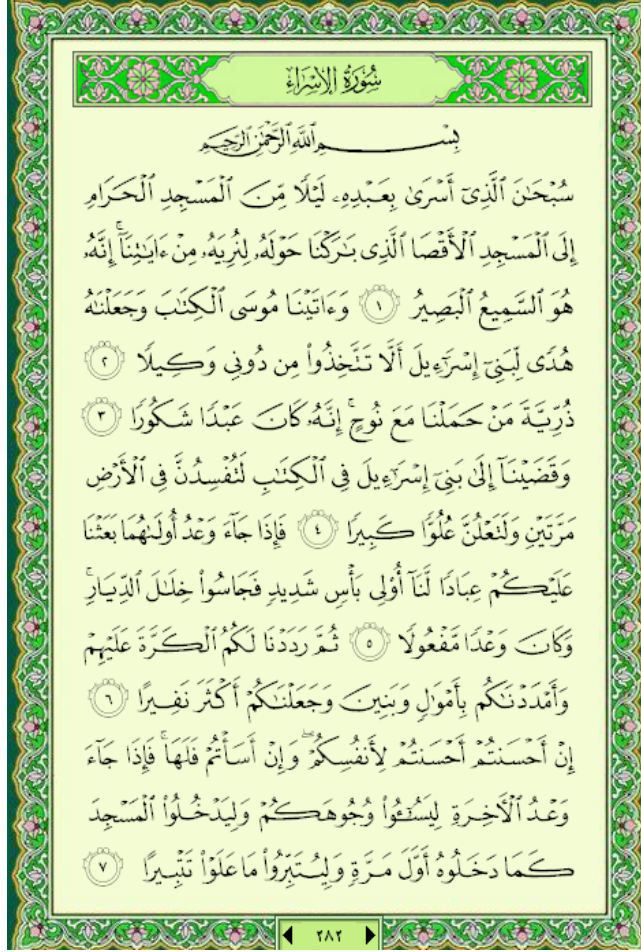 سُورَةُ الإِسْرَاءِ
بِسْمِ ٱللَّهِ ٱلرَّحْمَٰنِ ٱلرَّحِيمِ
سُبْحَٰنَ ٱلَّذِىٓ أَسْرَىٰ بِعَبْدِهِۦ لَيْلًا مِّنَ ٱلْمَسْجِدِ ٱلْحَرَامِ
إِلَى ٱلْمَسْجِدِ ٱلْأَقْصَا ٱلَّذِى بَٰرَكْنَا حَوْلَهُۥ لِنُرِيَهُۥ مِنْ ءَايَٰتِنَآ ۚ إِنَّهُۥ
هُوَ ٱلسَّمِيعُ ٱلْبَصِيرُ ١ وَءَاتَيْنَا مُوسَى ٱلْكِتَٰبَ وَجَعَلْنَٰهُ
هُدًى لِّبَنِىٓ إِسْرَٰٓءِيلَ أَلَّا تَتَّخِذُوا۟ مِن دُونِى وَكِيلًا ٢
ذُرِّيَّةَ مَنْ حَمَلْنَا مَعَ نُوحٍ ۚ إِنَّهُۥ كَانَ عَبْدًا شَكُورًا ٣
وَقَضَيْنَآ إِلَىٰ بَنِىٓ إِسْرَٰٓءِيلَ فِى ٱلْكِتَٰبِ لَتُفْسِدُنَّ فِى ٱلْأَرْضِ
مَرَّتَيْنِ وَلَتَعْلُنَّ عُلُوًّا كَبِيرًا ٤ فَإِذَا جَآءَ وَعْدُ أُولَىٰهُمَا بَعَثْنَا
عَلَيْكُمْ عِبَادًا لَّنَآ أُو۟لِى بَأْسٍ شَدِيدٍ فَجَاسُوا۟ خِلَٰلَ ٱلدِّيَارِ ۚ
وَكَانَ وَعْدًا مَّفْعُولًا ٥ ثُمَّ رَدَدْنَا لَكُمُ ٱلْكَرَّةَ عَلَيْهِمْ
وَأَمْدَدْنَٰكُم بِأَمْوَٰلٍ وَبَنِينَ وَجَعَلْنَٰكُمْ أَكْثَرَ نَفِيرًا ٦
إِنْ أَحْسَنتُمْ أَحْسَنتُمْ لِأَنفُسِكُمْ ۖ وَإِنْ أَسَأْتُمْ فَلَهَا ۚ فَإِذَا جَآءَ
وَعْدُ ٱلْـَٔاخِرَةِ لِيَسُـۥٓـُٔوا۟ وُجُوهَكُمْ وَلِيَدْخُلُوا۟ ٱلْمَسْجِدَ
كَمَا دَخَلُوهُ أَوَّلَ مَرَّةٍ وَلِيُتَبِّرُوا۟ مَا عَلَوْا۟ تَتْبِيرًا ٧
٢٨٢